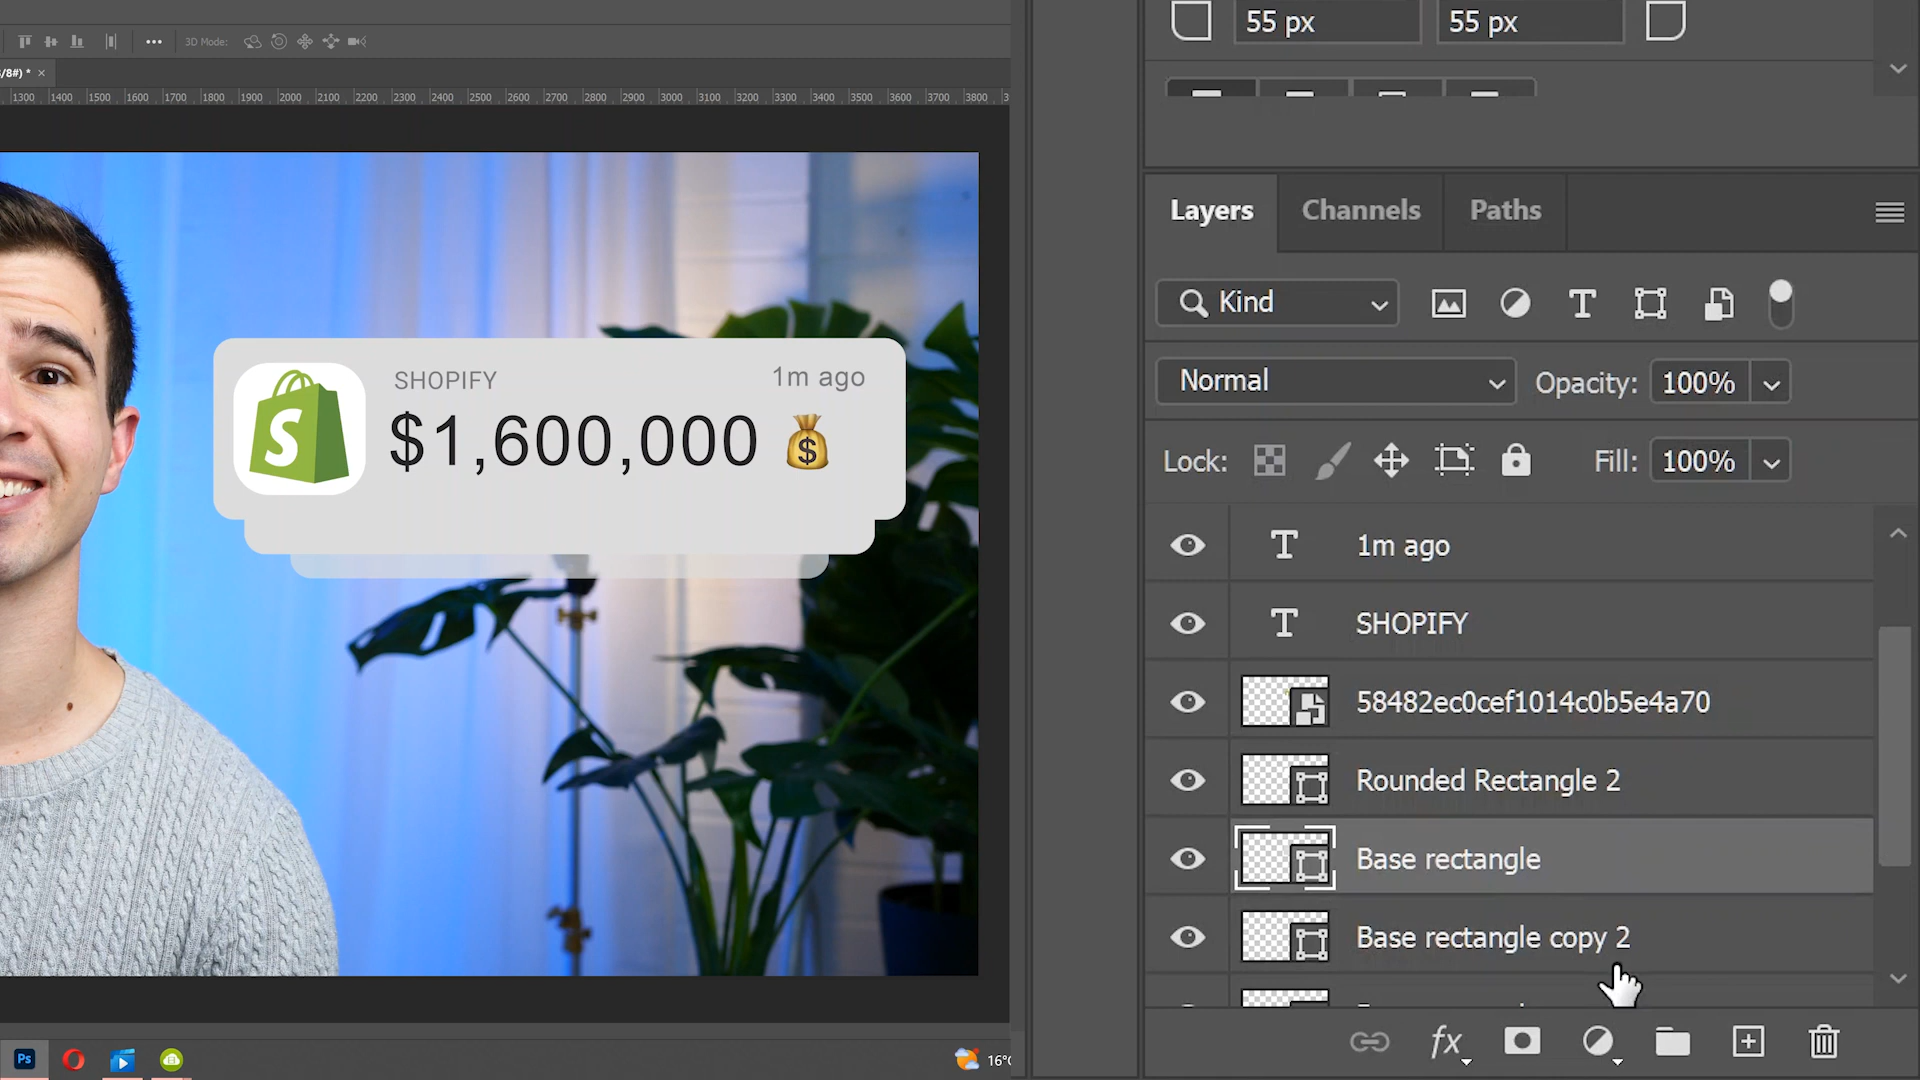 55 px
55 px
3D Mode:
/8#) * ×
1300 1400 1500 1600 1700 1800 1900 2000 2100 2200 2300 2400 2500 2600 2700 2800 2900 3000 3100 3200 3300 3400 3500 3600 3700 3800
Layers
Channels
Paths
Kind
Normal
Opacity:
100%
Lock:
Fill:
100%
SHOPIFY
1m ago
$1,600,000
1m ago
SHOPIFY
58482ec0cef1014c0b5e4a70
Rounded Rectangle 2
Base rectangle
Base rectangle copy 2
fx
Ps
16°